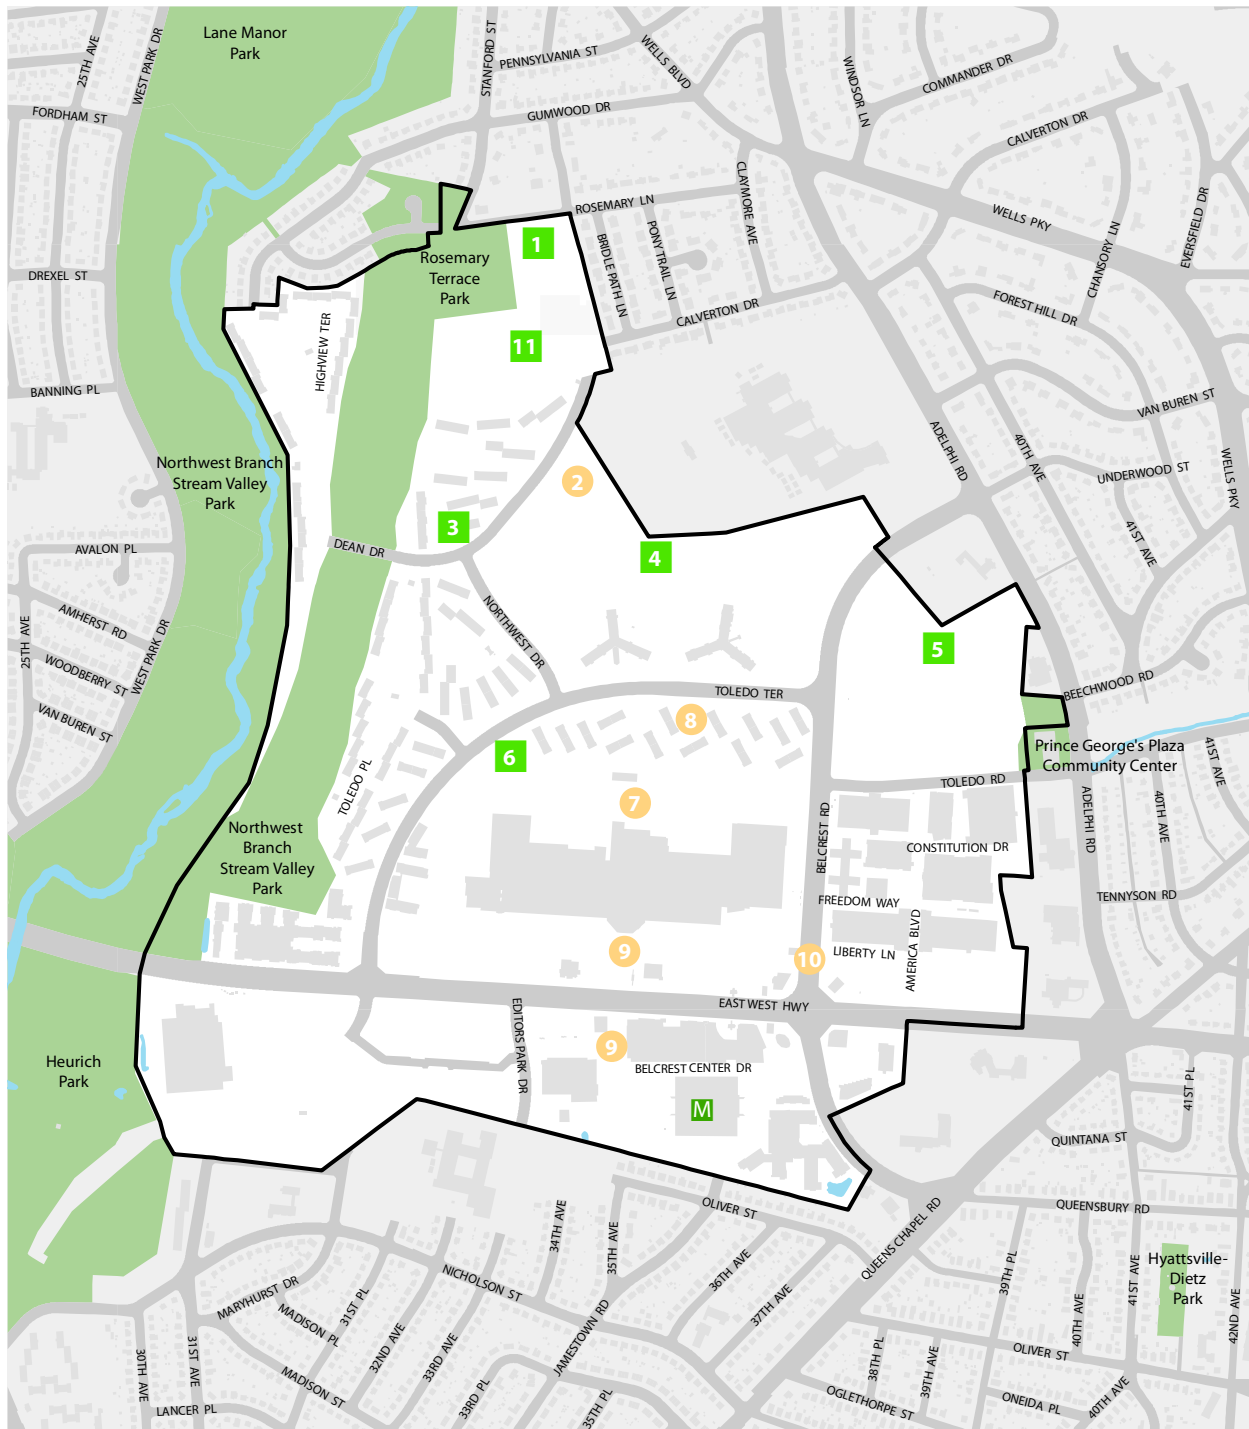 Lane Manor
Park
25TH AVE
WEST PARK DR
STANFORD ST
PENNSYLVANIA ST
WELLS BLVD
WINDSOR LN
COMMANDER DR
FORDHAM ST
GUMWOOD DR
CALVERTON DR
CLAYMORE AVE
ROSEMARY LN
WELLS PKY
EVERSFIELD DR
CHANSORY LN
BRIDLE PATH LN
PONY TRAIL LN
1
Rosemary
Terrace
Park
DREXEL ST
FOREST HILL DR
CALVERTON DR
HIGHVIEW TER
11
BANNING PL
VAN BUREN ST
ADELPHI RD
40TH AVE
WELLS PKY
UNDERWOOD ST
Northwest Branch
Stream Valley
Park
2
3
4
41ST AVE
AVALON PL
DEAN DR
AMHERST RD
25TH AVE
WEST PARK DR
WOODBERRY ST
VAN BUREN ST
NORTHWEST DR
5
BEECHWOOD RD
TOLEDO TER
8
6
Prince George's Plaza
Community Center
41ST AVE
TOLEDO RD
TOLEDO PL
7
BELCREST RD
ADELPHI RD
40TH AVE
Northwest
Branch
Stream Valley
Park
CONSTITUTION DR
TENNYSON RD
FREEDOM WAY
AMERICA BLVD
LIBERTY LN
9
10
EAST WEST HWY
EDITORS PARK DR
9
BELCREST CENTER DR
Heurich
Park
M
41ST PL
QUINTANA ST
OLIVER ST
QUEENSBURY RD
QUEENS CHAPEL RD
34TH AVE
35TH AVE
36TH AVE
37TH AVE
39TH PL
41ST AVE
Hyattsville-
Dietz
Park
42ND AVE
40TH AVE
NICHOLSON ST
MARYHURST DR
MADISON PL
31ST PL
32ND AVE
33RD AVE
JAMESTOWN RD
30TH AVE
31ST AVE
MADISON ST
33RD PL
35TH PL
LANCER PL
38TH PL
39TH AVE
OLIVER ST
OGLETHORPE ST
ONEIDA PL
40TH AVE